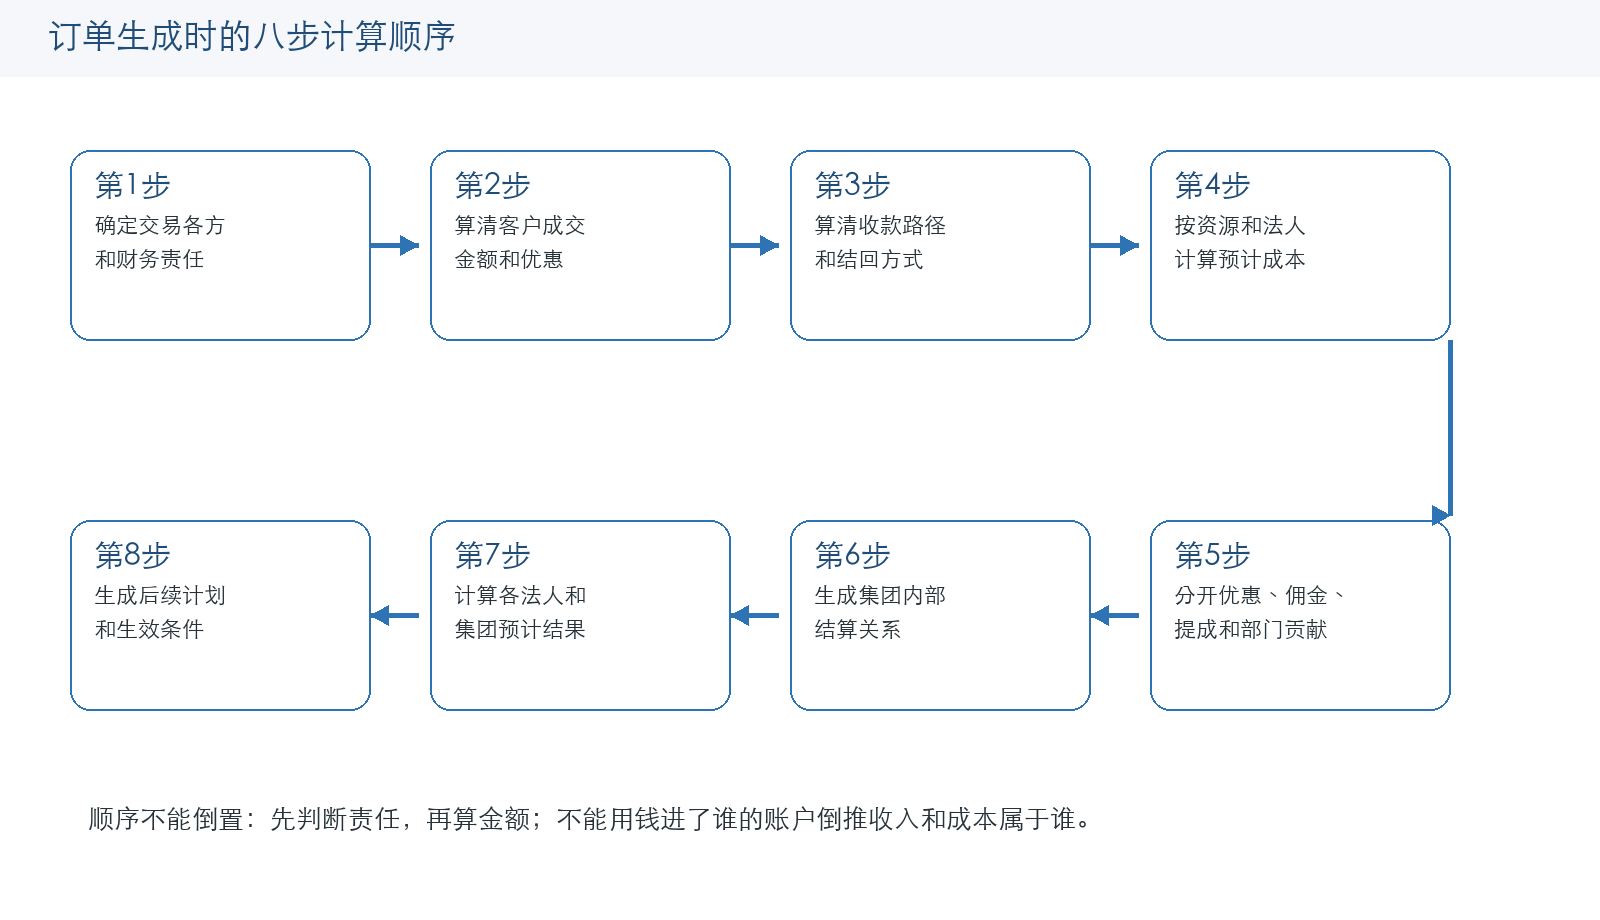 订单生成时的八步计算顺序
第1步
确定交易各方
和财务责任
第2步
算清客户成交
金额和优惠
第3步
算清收款路径
和结回方式
第4步
按资源和法人
计算预计成本
第5步
分开优惠、佣金、
提成和部门贡献
第6步
生成集团内部
结算关系
第7步
计算各法人和
集团预计结果
第8步
生成后续计划
和生效条件
顺序不能倒置：先判断责任，再算金额；不能用钱进了谁的账户倒推收入和成本属于谁。